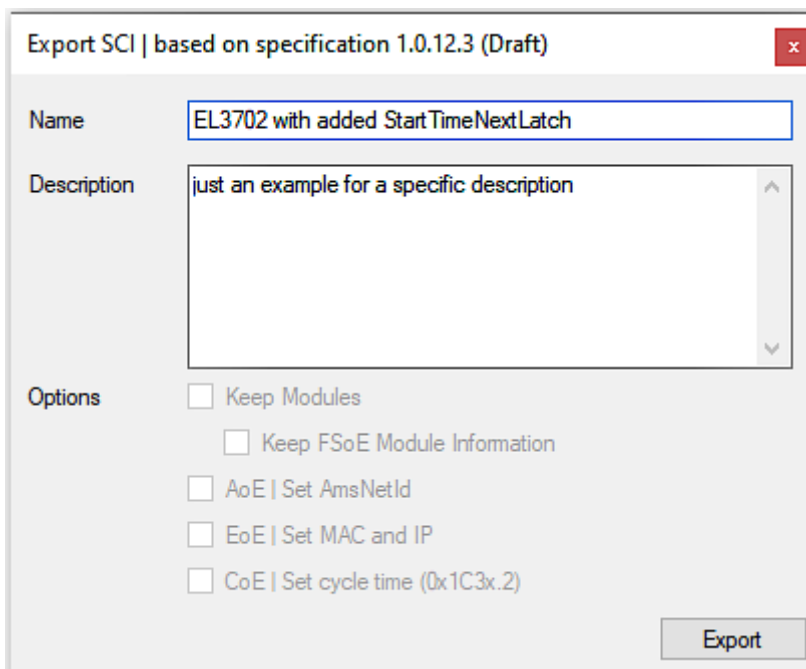 Export SCI | based on specification 1.0.12.3 (Draft)
x
Name
EL3702 with added StartTimeNextLatch
Description
just an example for a specific description
Options
Keep Modules
Keep FSoE Module Information
AoE | Set AmsNetId
EoE | Set MAC and IP
CoE | Set cycle time (0x1C3x.2)
Export